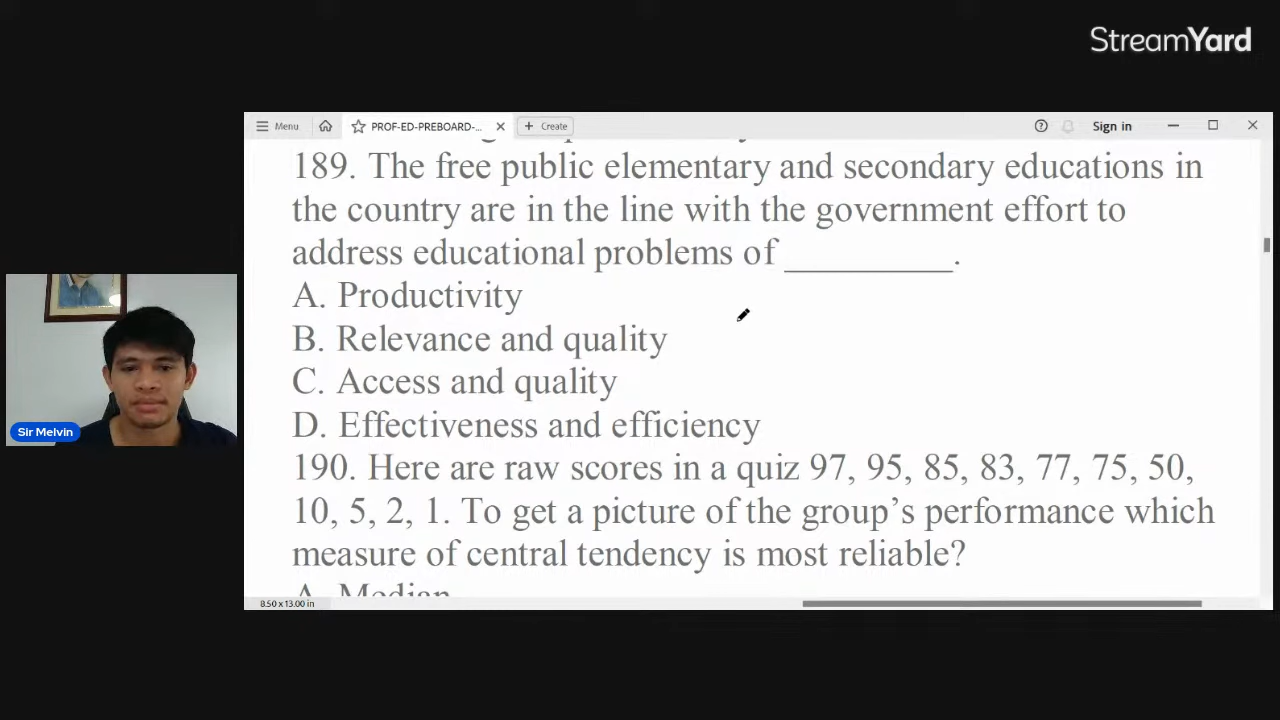 StreamYard
Menu
PROF-ED-PREBOARD-...
Create
Sign in
189. The free public elementary and secondary educations in
the country are in the line with the government effort to
address educational problems of __________.
A. Productivity
B. Relevance and quality
C. Access and quality
D. Effectiveness and efficiency
190. Here are raw scores in a quiz 97, 95, 85, 83, 77, 75, 50,
10, 5, 2, 1. To get a picture of the group’s performance which
measure of central tendency is most reliable?
A. Median
8.50 x 13.00 in
Sir Melvin